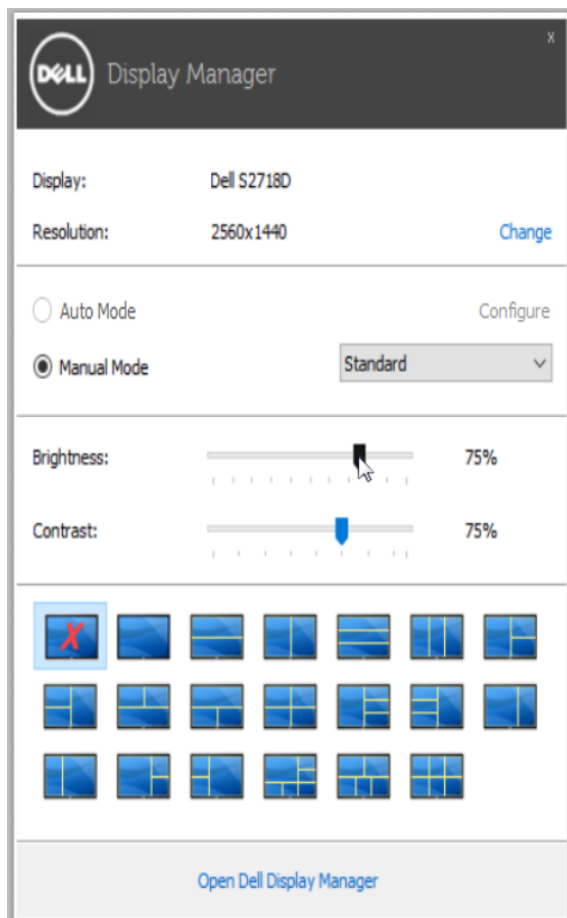 X
DELL Display Manager
Display: Dell S2718D
Resolution: 2560x1440 Change
Auto Mode Configure
Manual Mode Standard
Brightness: 75%
Contrast: 75%
X
Open Dell Display Manager